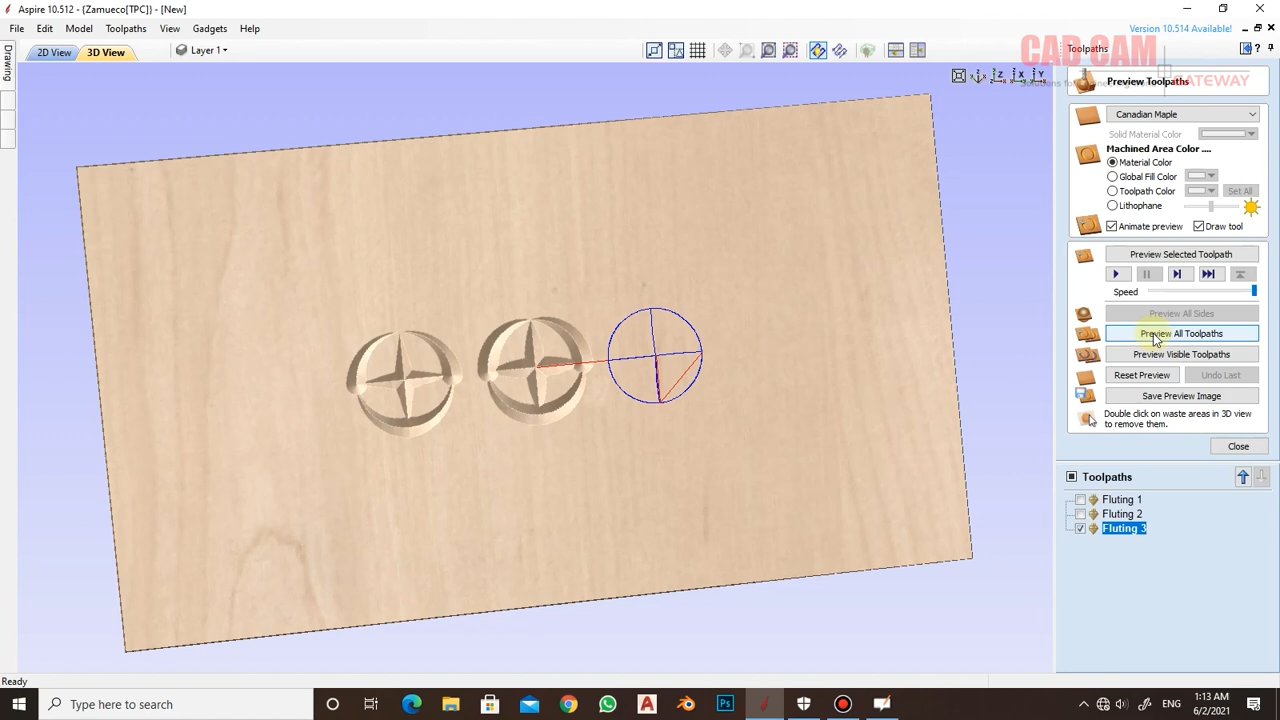 Aspire 10.512 - {Zamueco[TPC]} - [New]
File Edit Model Toolpaths View Gadgets Help
Version 10.514 Available!
2D View 3D View Layer 1
CAD CAM
GATEWAY
Drawing
Toolpaths
Preview Toolpaths
Canadian Maple
Solid Material Color
Machined Area Color ....
Material Color
Global Fill Color
Toolpath Color Set All
Lithophane
Animate preview Draw tool
Preview Selected Toolpath
Speed
Preview All Sides
Preview All Toolpaths
Preview Visible Toolpaths
Reset Preview Undo Last
Save Preview Image
Double click on waste areas in 3D view
to remove them.
Close
Toolpaths
Fluting 1
Fluting 2
Fluting 3
Ready
Type here to search
ENG
1:13 AM
6/2/2021